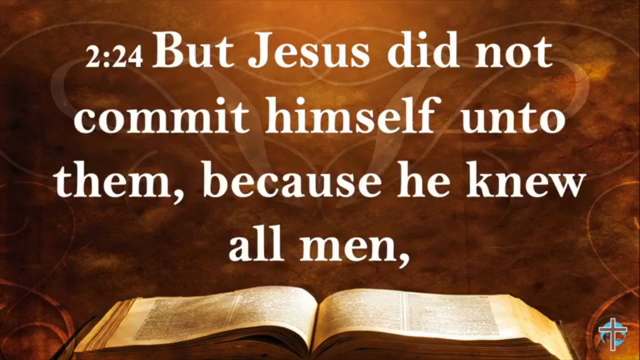 2:24 But Jesus did not
commit himself unto
them, because he knew
all men,